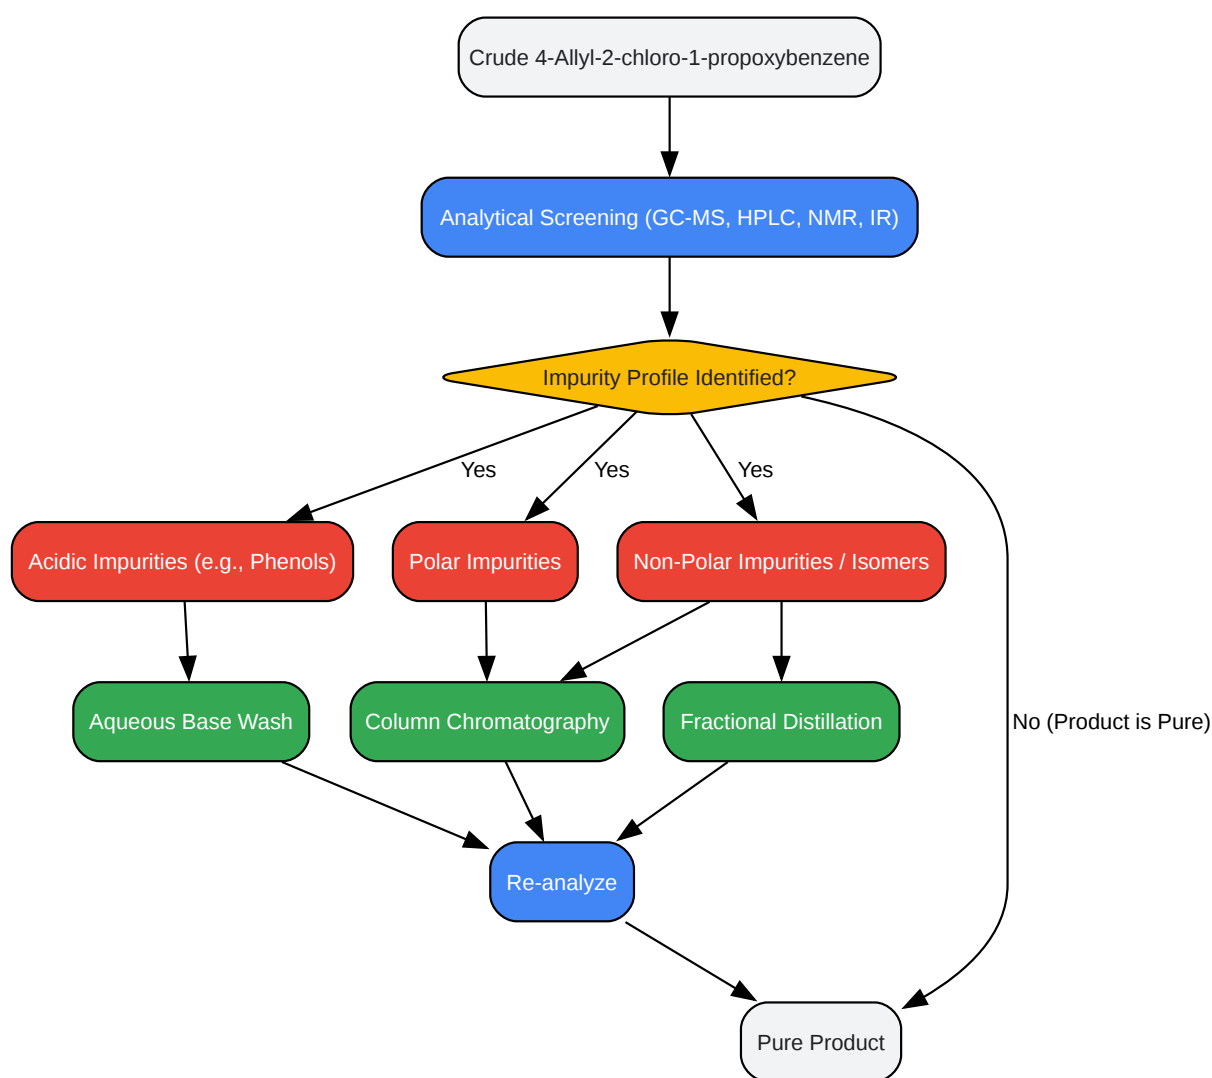 Crude 4-Allyl-2-chloro-1-propoxybenzene
Analytical Screening (GC-MS, HPLC, NMR, IR)
Impurity Profile Identified?
Yes
Yes
Yes
Acidic Impurities (e.g., Phenols)
Polar Impurities
Non-Polar Impurities / Isomers
Aqueous Base Wash
Column Chromatography
Fractional Distillation
No (Product is Pure)
Re-analyze
Pure Product